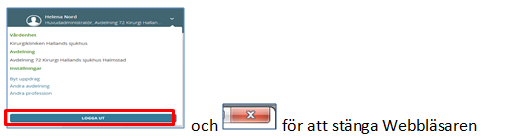 Helena Nord
Huvudadministratör, Avdelning 72 Kirurgi Hallan...
Vårdenhet
Kirurgkliniken Hallands sjukhus
Avdelning
Avdelning 72 Kirurgi Hallands sjukhus Halmstad
Inställningar
Byt uppdrag
Ändra avdelning
Ändra profession
LOGGA UT
och för att stänga Webbläsaren